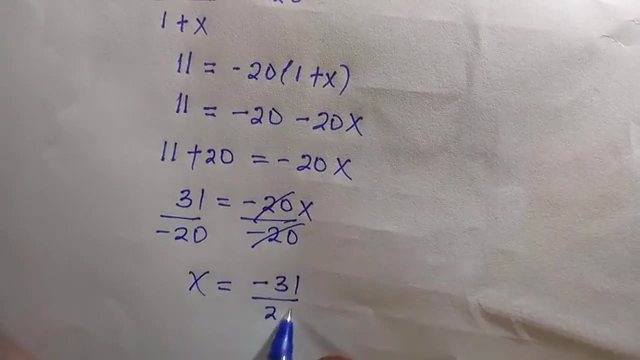 1+x
11 = -20(1+x)
11 = -20 -20x
11+20 = -20x
31/-20 = -20x/-20
x = -31/2